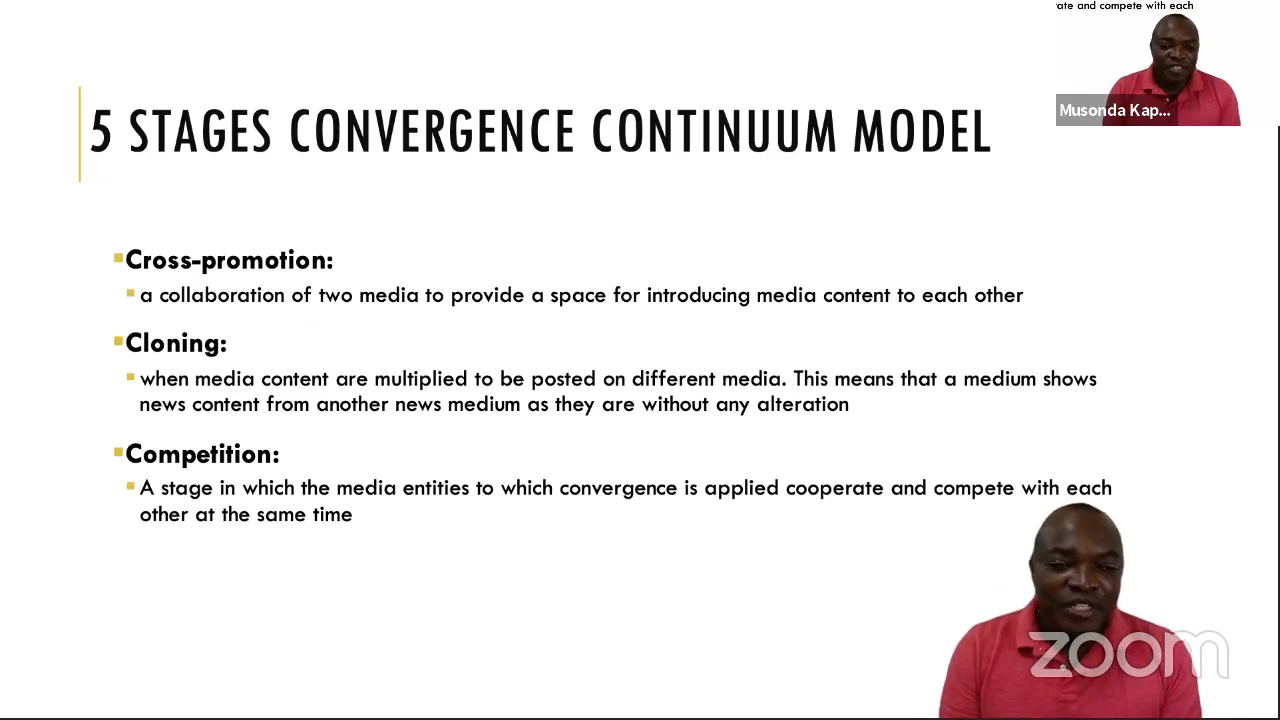 rate and compete with each
Musonda Kap...
5 STAGES CONVERGENCE CONTINUUM MODEL
Cross-promotion:
a collaboration of two media to provide a space for introducing media content to each other
Cloning:
when media content are multiplied to be posted on different media. This means that a medium shows
news content from another news medium as they are without any alteration
Competition:
A stage in which the media entities to which convergence is applied cooperate and compete with each
other at the same time
zoom